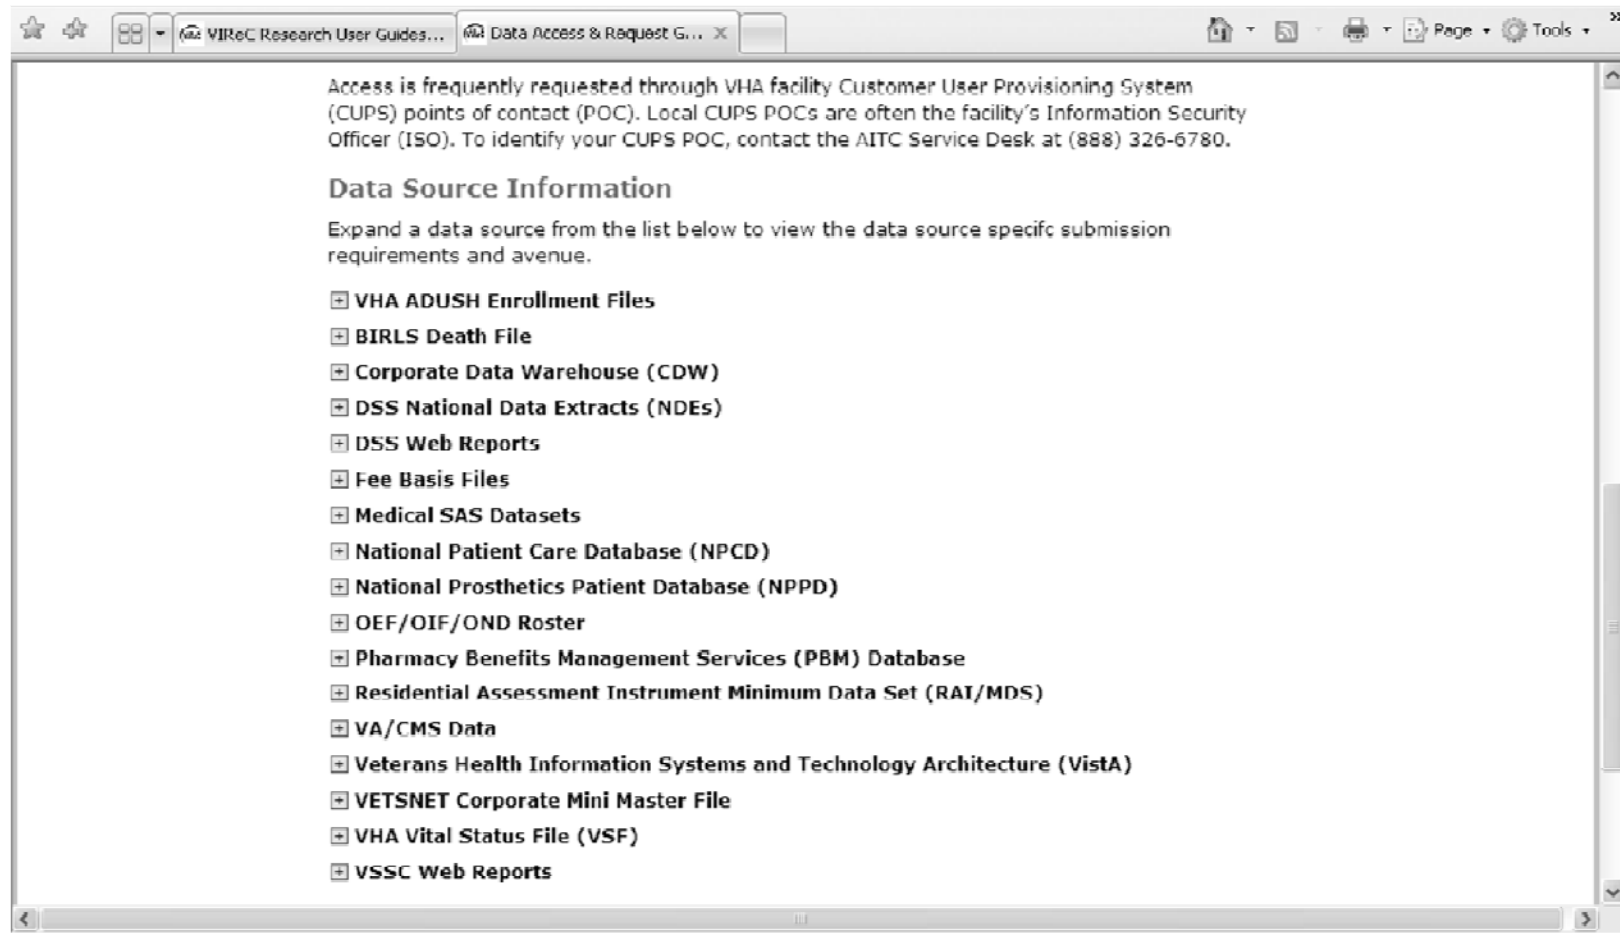 VIReC Research User Guides...
Data Access & Request G...
Page
Tools
Access is frequently requested through VHA facility Customer User Provisioning System
(CUPS) points of contact (POC). Local CUPS POCs are often the facility's Information Security
Officer (ISO). To identify your CUPS POC, contact the AITC Service Desk at (888) 326-6780.
Data Source Information
Expand a data source from the list below to view the data source specifc submission
requirements and avenue.
VHA ADUSH Enrollment Files
BIRLS Death File
Corporate Data Warehouse (CDW)
DSS National Data Extracts (NDEs)
DSS Web Reports
Fee Basis Files
Medical SAS Datasets
National Patient Care Database (NPCD)
National Prosthetics Patient Database (NPPD)
OEF/OIF/OND Roster
Pharmacy Benefits Management Services (PBM) Database
Residential Assessment Instrument Minimum Data Set (RAI/MDS)
VA/CMS Data
Veterans Health Information Systems and Technology Architecture (VistA)
VETSNET Corporate Mini Master File
VHA Vital Status File (VSF)
VSSC Web Reports